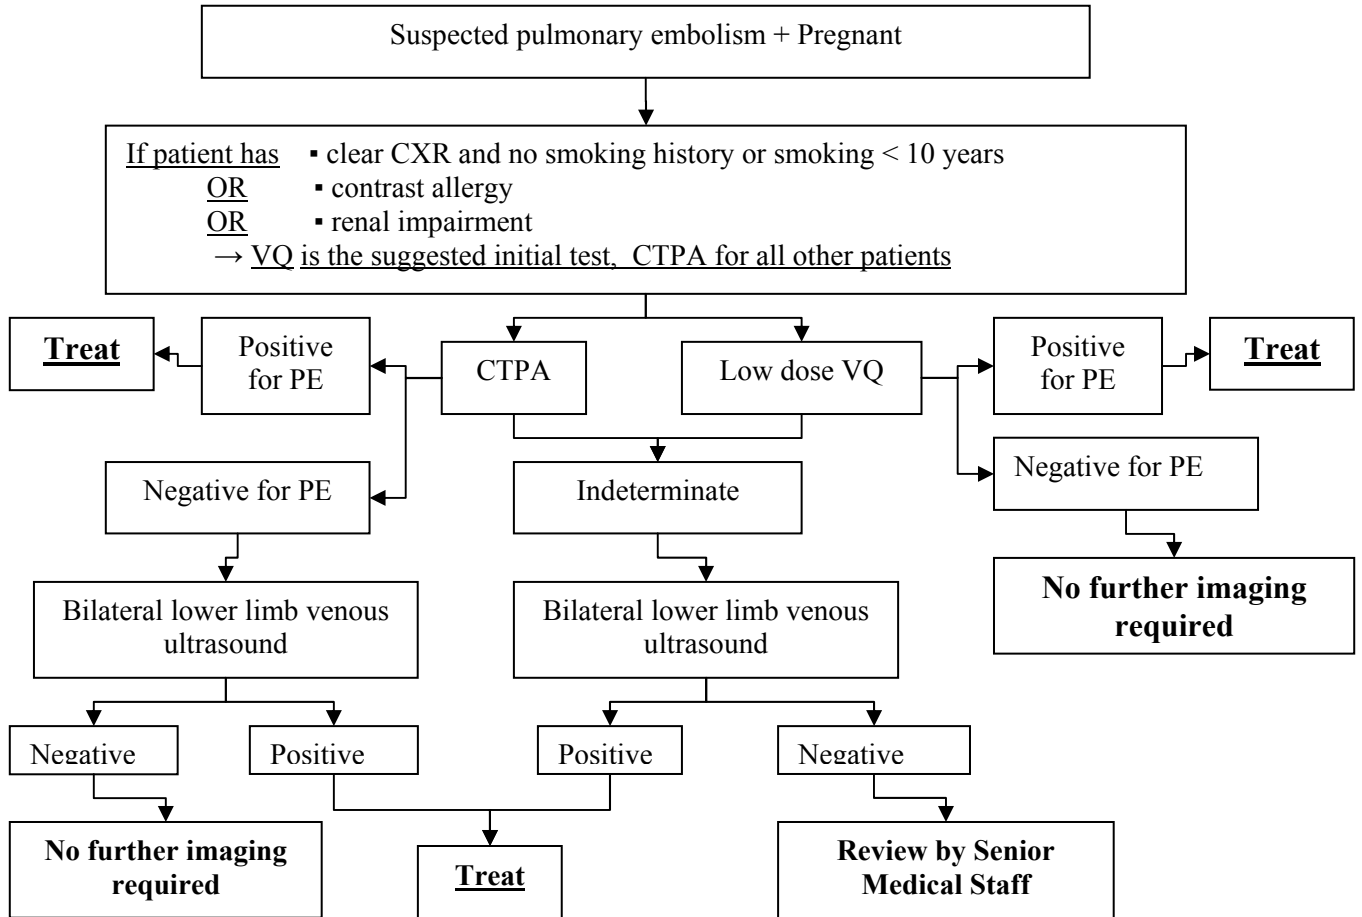 Suspected pulmonary embolism + Pregnant
If patient has ▪ clear CXR and no smoking history or smoking < 10 years
OR ▪ contrast allergy
OR ▪ renal impairment
→ VQ is the suggested initial test, CTPA for all other patients
Treat
Positive
for PE
CTPA
Low dose VQ
Positive
for PE
Treat
Negative for PE
Indeterminate
Negative for PE
Bilateral lower limb venous
ultrasound
Bilateral lower limb venous
ultrasound
No further imaging
required
Negative
Positive
Positive
Negative
No further imaging
required
Treat
Review by Senior
Medical Staff